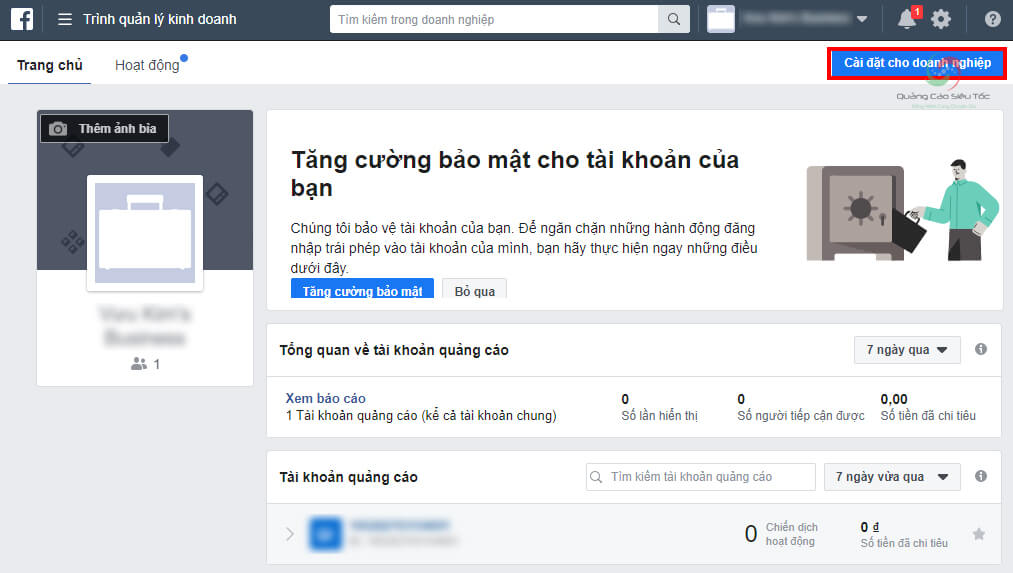 Trình quản lý kinh doanh
Tìm kiếm trong doanh nghiệp
1
?
Trang chủ
Hoạt động
Cài đặt cho doanh nghiệp
Quảng Cáo Siêu Tốc
Thêm ảnh bìa
Tăng cường bảo mật cho tài khoản của
bạn
Chúng tôi bảo vệ tài khoản của bạn. Để ngăn chặn những hành động đăng
nhập trái phép vào tài khoản của mình, bạn hãy thực hiện ngay những điều
dưới đây.
Tăng cường bảo mật
Bỏ qua
1
Tổng quan về tài khoản quảng cáo
7 ngày qua
Xem báo cáo
1 Tài khoản quảng cáo (kể cả tài khoản chung)
0
Số lần hiển thị
0
Số người tiếp cận được
0,00
Số tiền đã chi tiêu
Tài khoản quảng cáo
Tìm kiếm tài khoản quảng cáo
7 ngày vừa qua
0
Chiến dịch
hoạt động
0 đ
Số tiền đã chi tiêu